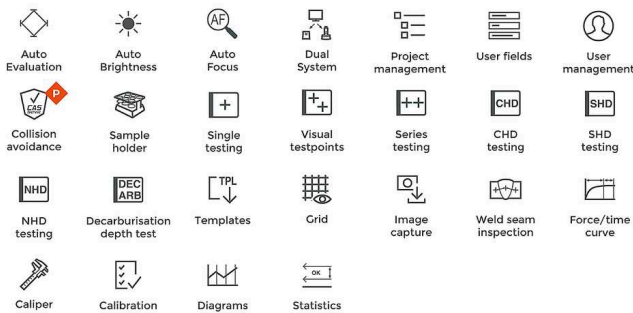 AF
Auto
Evaluation
Auto
Brightness
Auto
Focus
Dual
System
Project
management
User fields
User
management
P
CAS
CHD
SHD
Collision
avoidance
Sample
holder
Single
testing
Visual
testpoints
Series
testing
CHD
testing
SHD
testing
NHD
DEC
ARB
TPL
NHD
testing
Decarburisation
depth test
Templates
Grid
Image
capture
Weld seam
inspection
Force/time
curve
OK
Caliper
Calibration
Diagrams
Statistics